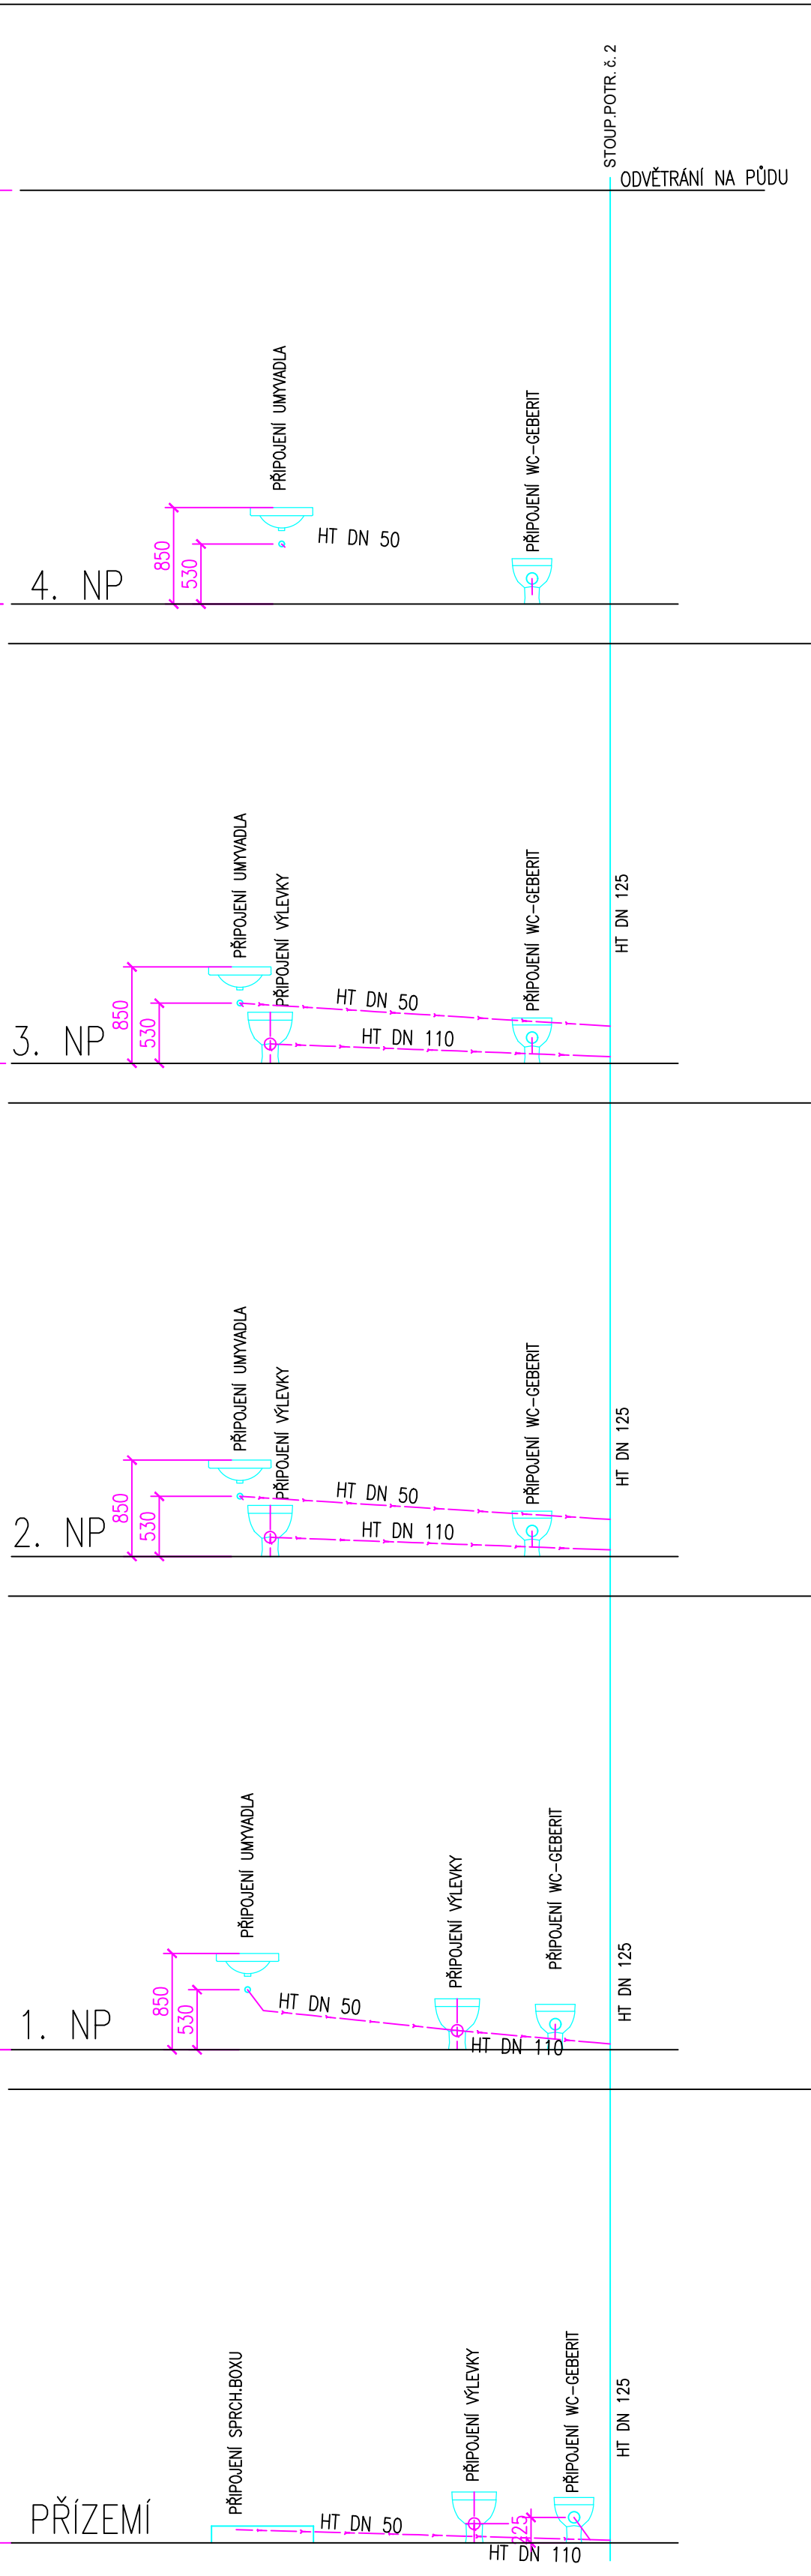 STOUP.POTR. č. 2
ODVĚTRÁNÍ NA PŮDU
PŘIPOJENÍ UMYVADLA
PŘIPOJENÍ WC-GEBERIT
HT DN 50
850
530
4. NP
PŘIPOJENÍ UMYVADLA
PŘIPOJENÍ VÝLEVKY
PŘIPOJENÍ WC-GEBERIT
HT DN 125
HT DN 50
HT DN 110
850
530
3. NP
PŘIPOJENÍ UMYVADLA
PŘIPOJENÍ VÝLEVKY
PŘIPOJENÍ WC-GEBERIT
HT DN 125
HT DN 50
HT DN 110
850
530
2. NP
PŘIPOJENÍ UMYVADLA
PŘIPOJENÍ VÝLEVKY
PŘIPOJENÍ WC-GEBERIT
HT DN 125
HT DN 50
HT DN 110
850
530
1. NP
PŘIPOJENÍ SPRCH.BOXU
PŘIPOJENÍ VÝLEVKY
PŘIPOJENÍ WC-GEBERIT
HT DN 125
HT DN 50
225
HT DN 110
PŘÍZEMÍ